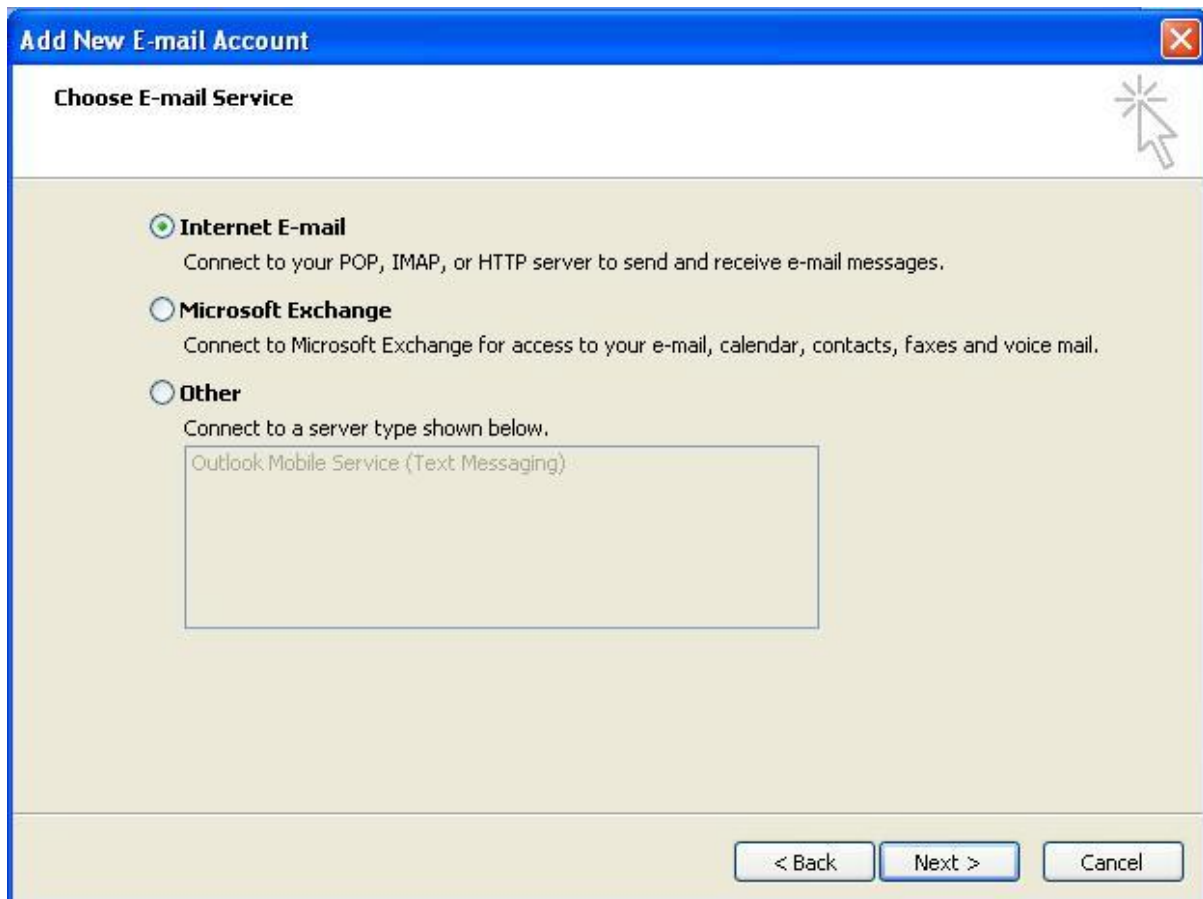 Add New E-mail Account
Choose E-mail Service
Internet E-mail
Connect to your POP, IMAP, or HTTP server to send and receive e-mail messages.
Microsoft Exchange
Connect to Microsoft Exchange for access to your e-mail, calendar, contacts, faxes and voice mail.
Other
Connect to a server type shown below.
Outlook Mobile Service (Text Messaging)
< Back Next > Cancel